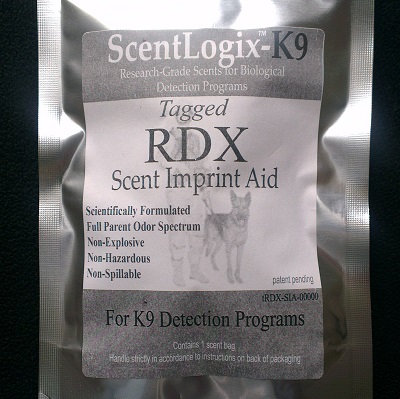 ScentLogix™-K9
Research-Grade Scents for Biological
Detection Programs
Tagged
RDX
Scent Imprint Aid
Scientifically Formulated
Full Parent Odor Spectrum
Non-Explosive
Non-Hazardous
Non-Spillable
patent pending
tRDX-SIA-00000
For K9 Detection Programs
Contains 1 scent bag
Handle strictly in accordance to instructions on back of packaging